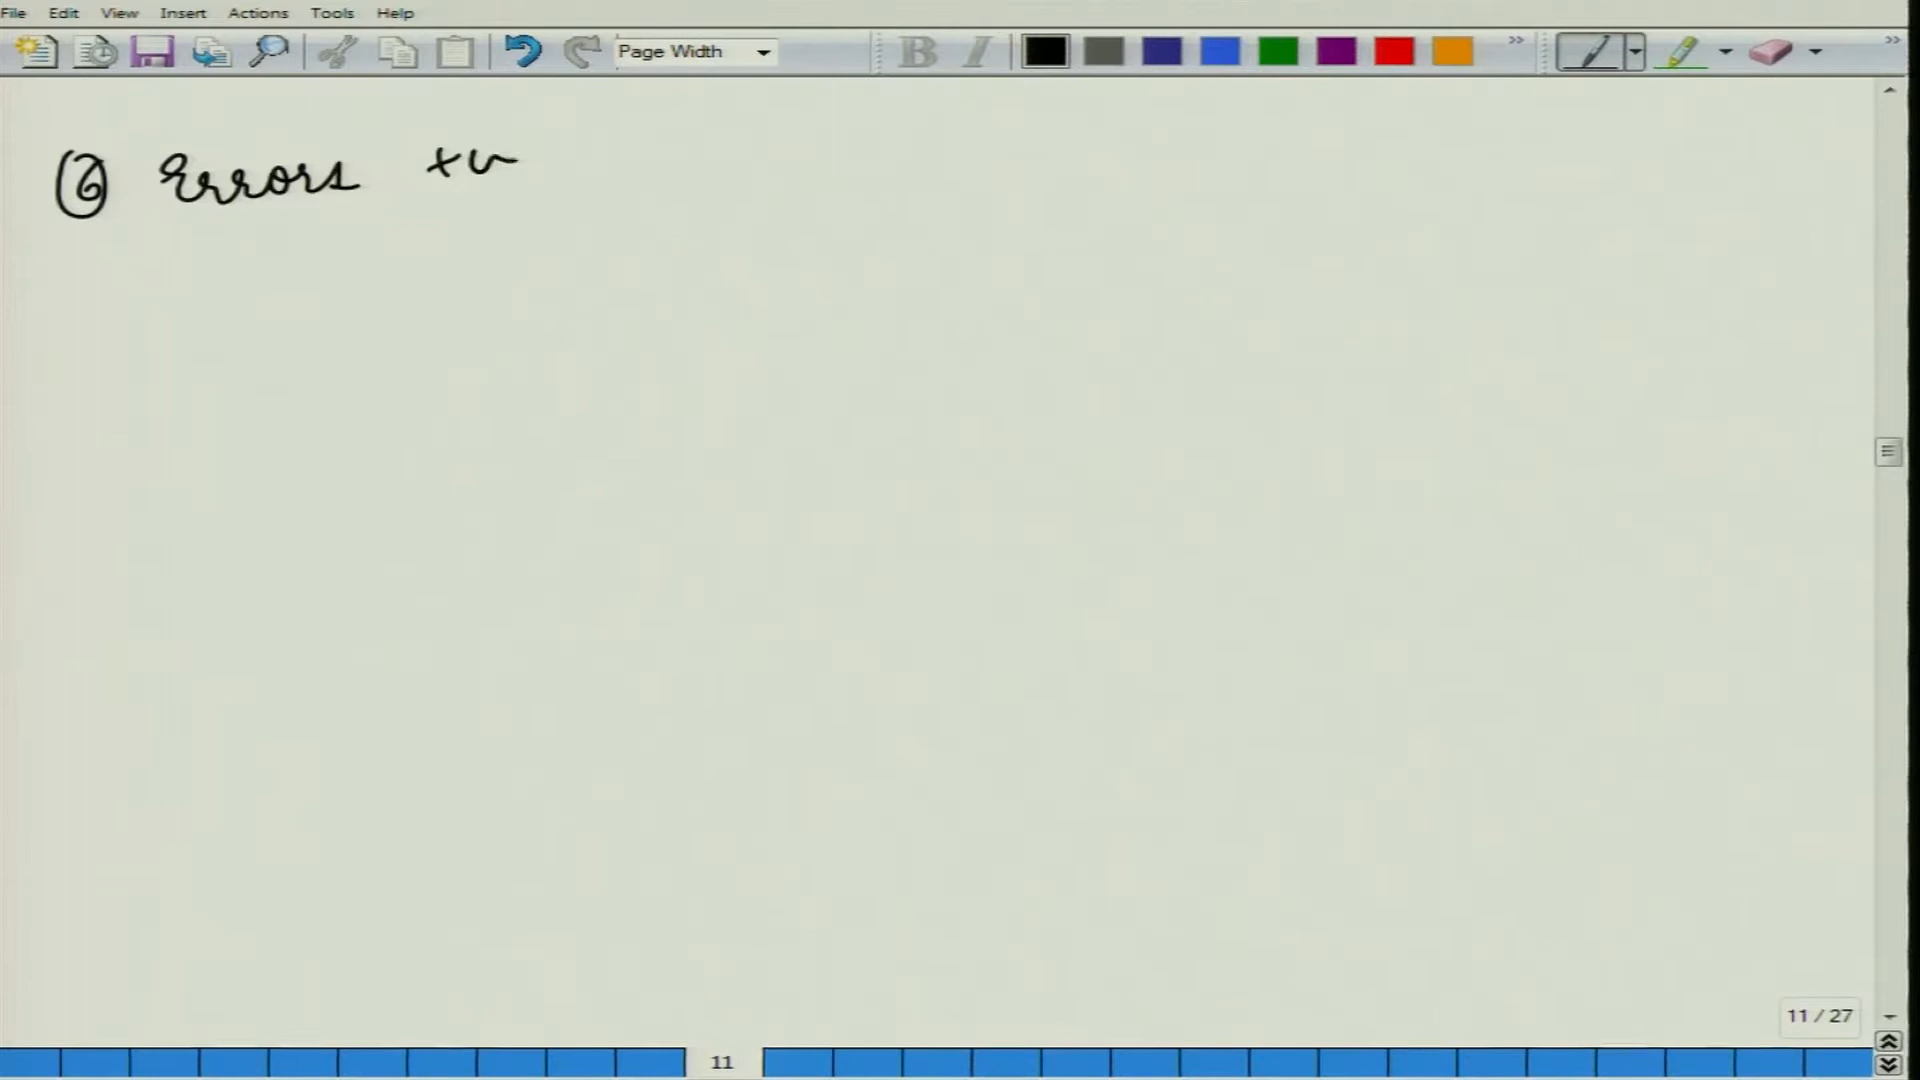 File Edit View Insert Actions Tools Help
Page Width B I
⑥ Errors
11 / 27
11